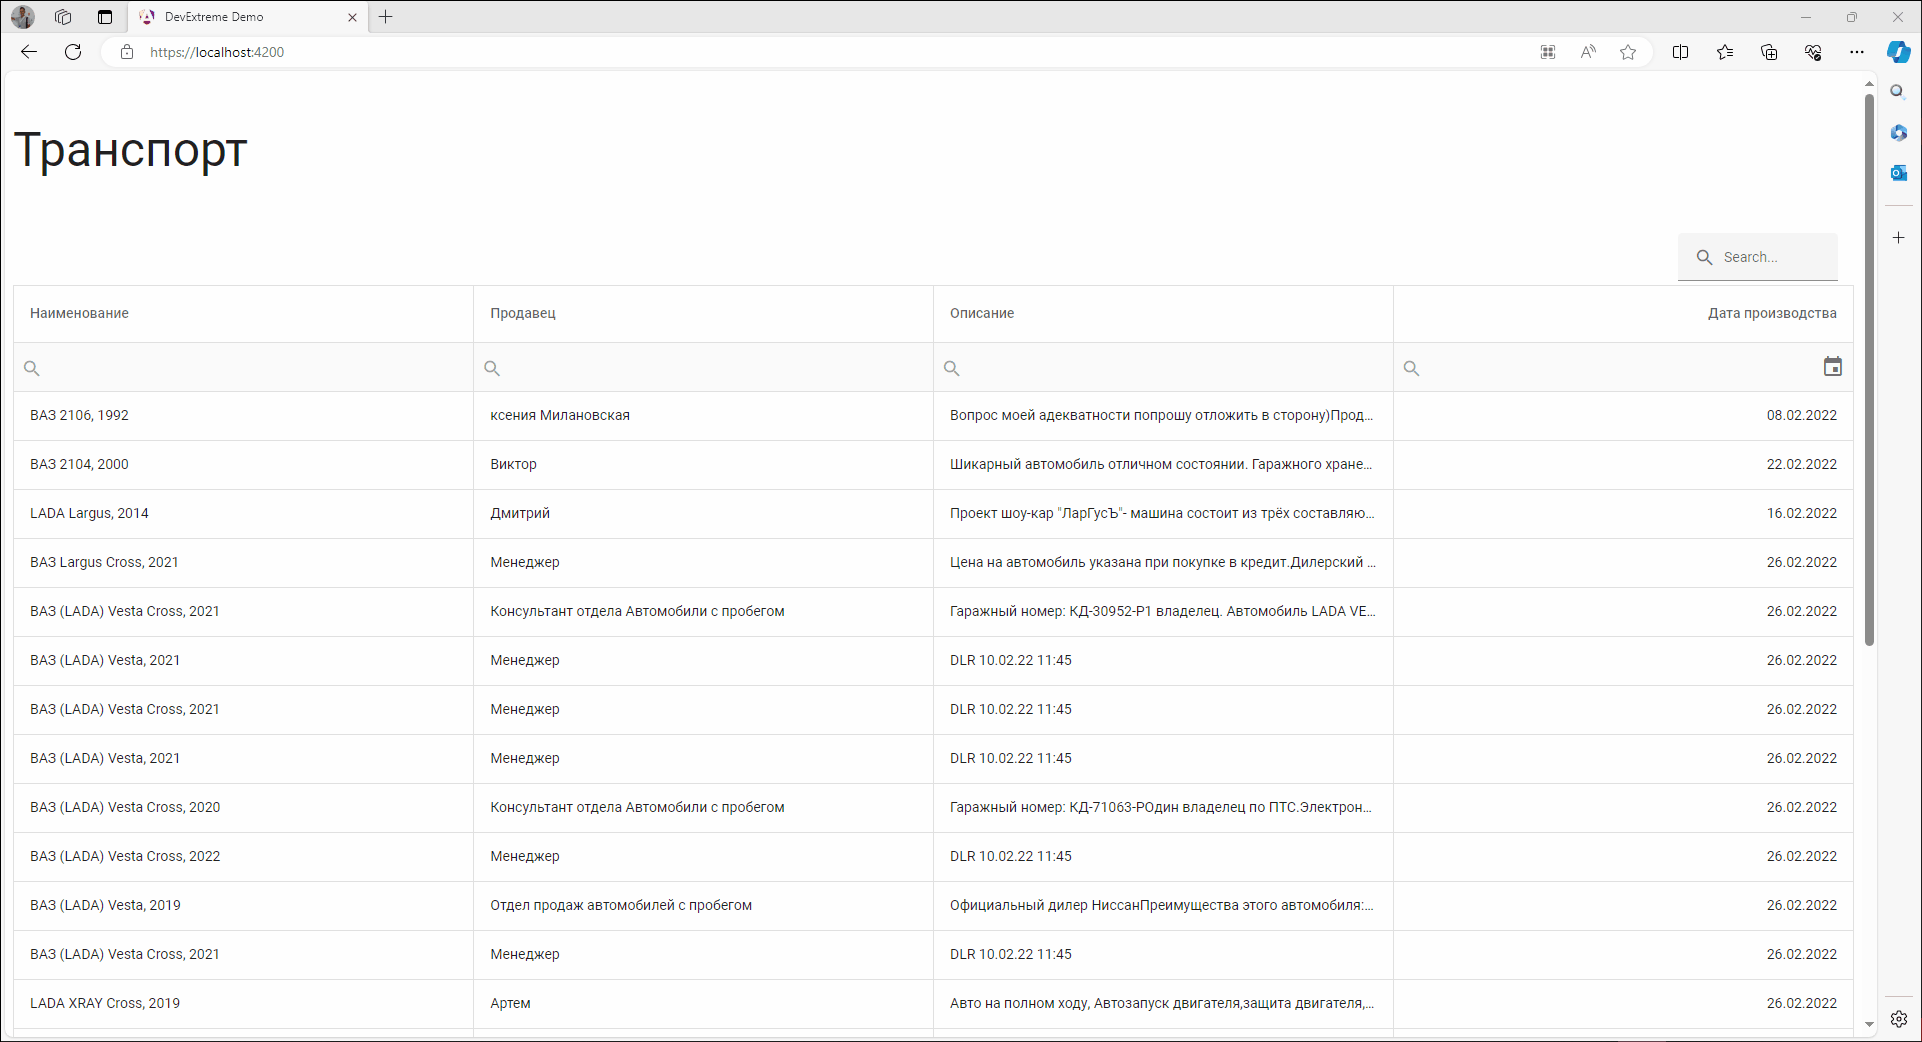 DevExtreme Demo
https://localhost:4200
Транспорт
Search...
Наименование Продавец Описание Дата производства
ВАЗ 2106, 1992 ксения Милановская Вопрос моей адекватности попрошу отложить в сторону)Прод... 08.02.2022
ВАЗ 2104, 2000 Виктор Шикарный автомобиль отличном состоянии. Гаражного хране... 22.02.2022
LADA Largus, 2014 Дмитрий Проект шоу-кар "ЛарГусЪ"- машина состоит из трёх составляю... 16.02.2022
ВАЗ Largus Cross, 2021 Менеджер Цена на автомобиль указана при покупке в кредит.Дилерский ... 26.02.2022
ВАЗ (LADA) Vesta Cross, 2021 Консультант отдела Автомобили с пробегом Гаражный номер: КД-30952-Р1 владелец. Автомобиль LADA VE... 26.02.2022
ВАЗ (LADA) Vesta, 2021 Менеджер DLR 10.02.22 11:45 26.02.2022
ВАЗ (LADA) Vesta Cross, 2021 Менеджер DLR 10.02.22 11:45 26.02.2022
ВАЗ (LADA) Vesta, 2021 Менеджер DLR 10.02.22 11:45 26.02.2022
ВАЗ (LADA) Vesta Cross, 2020 Консультант отдела Автомобили с пробегом Гаражный номер: КД-71063-РОдин владелец по ПТС.Электрон... 26.02.2022
ВАЗ (LADA) Vesta Cross, 2022 Менеджер DLR 10.02.22 11:45 26.02.2022
ВАЗ (LADA) Vesta, 2019 Отдел продаж автомобилей с пробегом Официальный дилер НиссанПреимущества этого автомобиля:... 26.02.2022
ВАЗ (LADA) Vesta Cross, 2021 Менеджер DLR 10.02.22 11:45 26.02.2022
LADA XRAY Cross, 2019 Артем Авто на полном ходу, Автозапуск двигателя,защита двигателя,... 26.02.2022